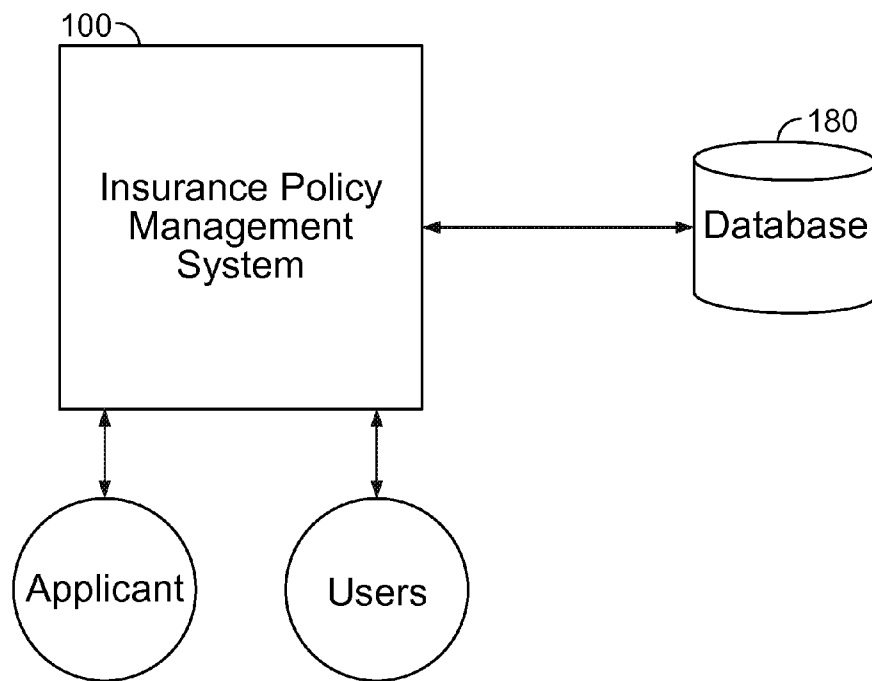 100
180
Insurance Policy
Management
System
Database
Applicant
Users